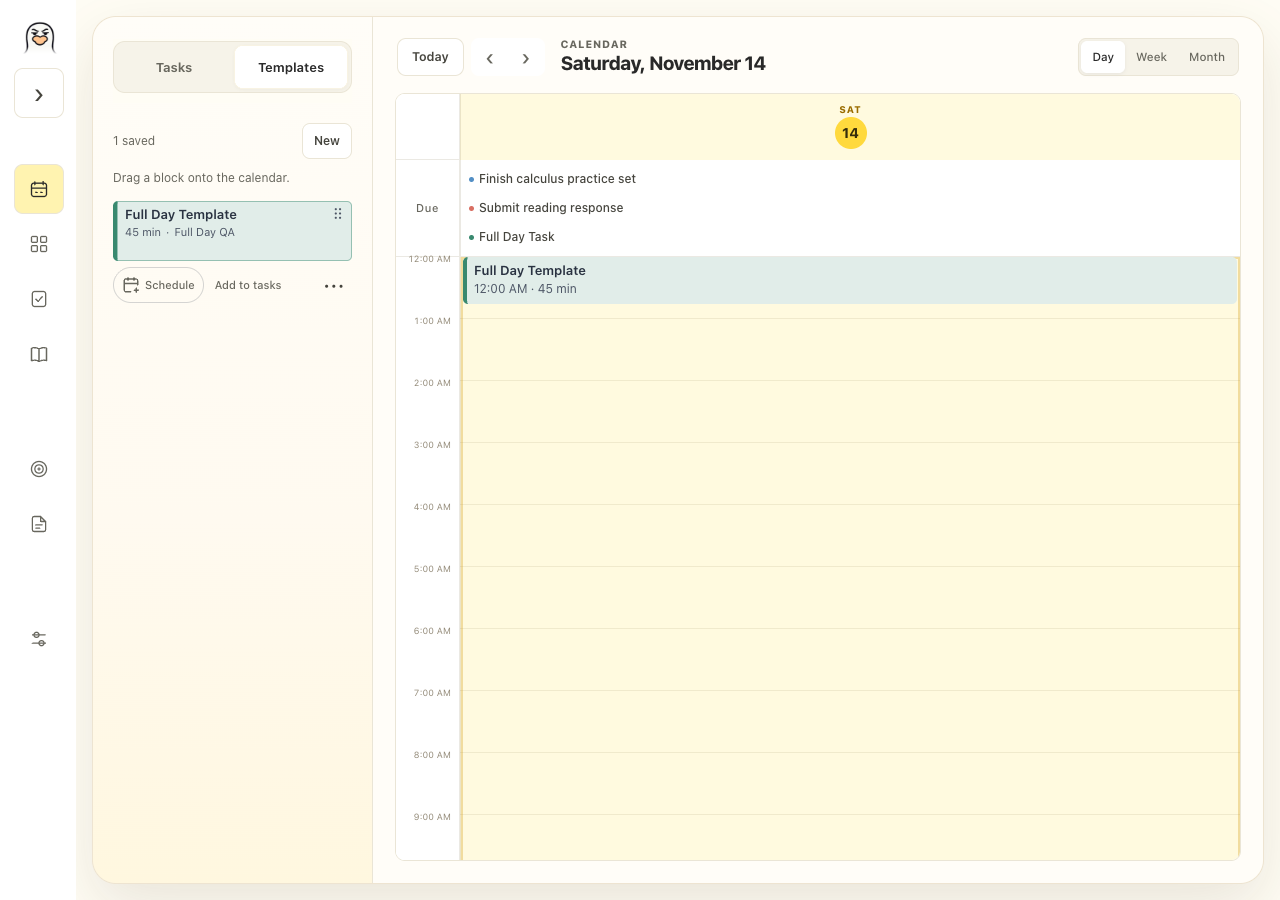 Tasks
Templates
1 saved
New
Drag a block onto the calendar.
Full Day Template
45 min · Full Day QA
Schedule
Add to tasks
Today
CALENDAR
Saturday, November 14
Day
Week
Month
SAT
14
Due
Finish calculus practice set
Submit reading response
Full Day Task
12:00 AM
Full Day Template
12:00 AM · 45 min
1:00 AM
2:00 AM
3:00 AM
4:00 AM
5:00 AM
6:00 AM
7:00 AM
8:00 AM
9:00 AM